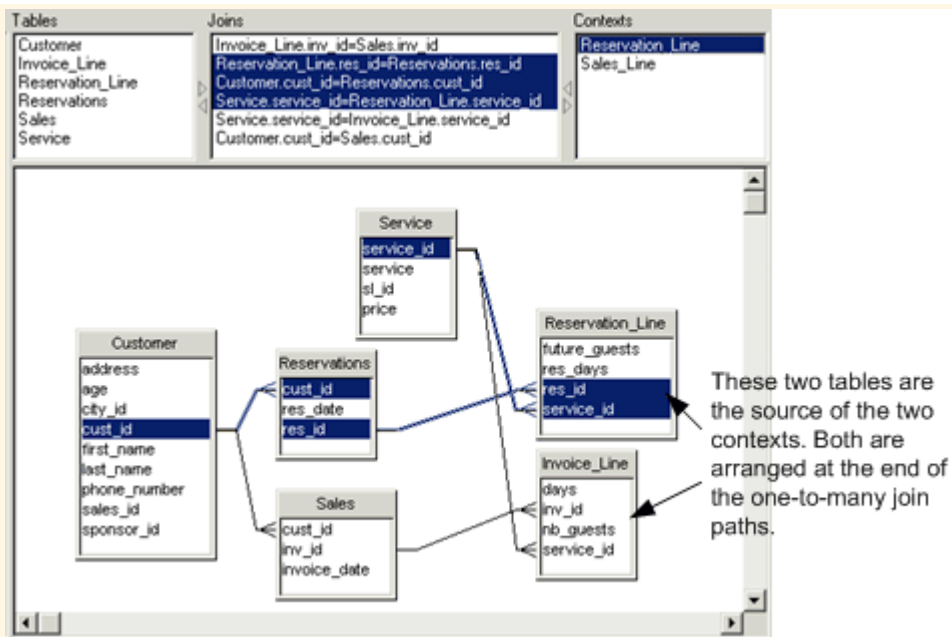 Tables
Customer
Invoice_Line
Reservation_Line
Reservations
Sales
Service
Joins
Invoice_Line.inv_id=Sales.inv_id
Reservation_Line.res_id=Reservations.res_id
Customer.cust_id=Reservations.cust_id
Service.service_id=Reservation_Line.service_id
Service.service_id=Invoice_Line.service_id
Customer.cust_id=Sales.cust_id
Contexts
Reservation_Line
Sales_Line
Service
service_id
service
sl_id
price
Customer
address
age
city_id
cust_id
first_name
last_name
phone_number
sales_id
sponsor_id
Reservations
cust_id
res_date
res_id
Sales
cust_id
inv_id
invoice_date
Reservation_Line
future_guests
res_days
res_id
service_id
Invoice_Line
days
inv_id
nb_guests
service_id
These two tables are
the source of the two
contexts. Both are
arranged at the end of
the one-to-many join
paths.